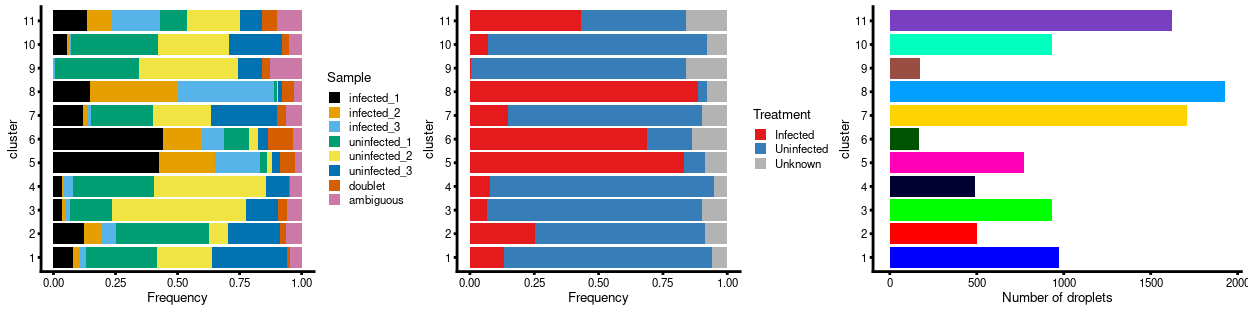 cluster
11
10
9
8
7
6
5
4
3
2
1
0.00 0.25 0.50 0.75 1.00
Frequency
Sample
infected_1
infected_2
infected_3
uninfected_1
uninfected_2
uninfected_3
doublet
ambiguous
cluster
11
10
9
8
7
6
5
4
3
2
1
0.00 0.25 0.50 0.75 1.00
Frequency
Treatment
Infected
Uninfected
Unknown
cluster
11
10
9
8
7
6
5
4
3
2
1
0 500 1000 1500 2000
Number of droplets